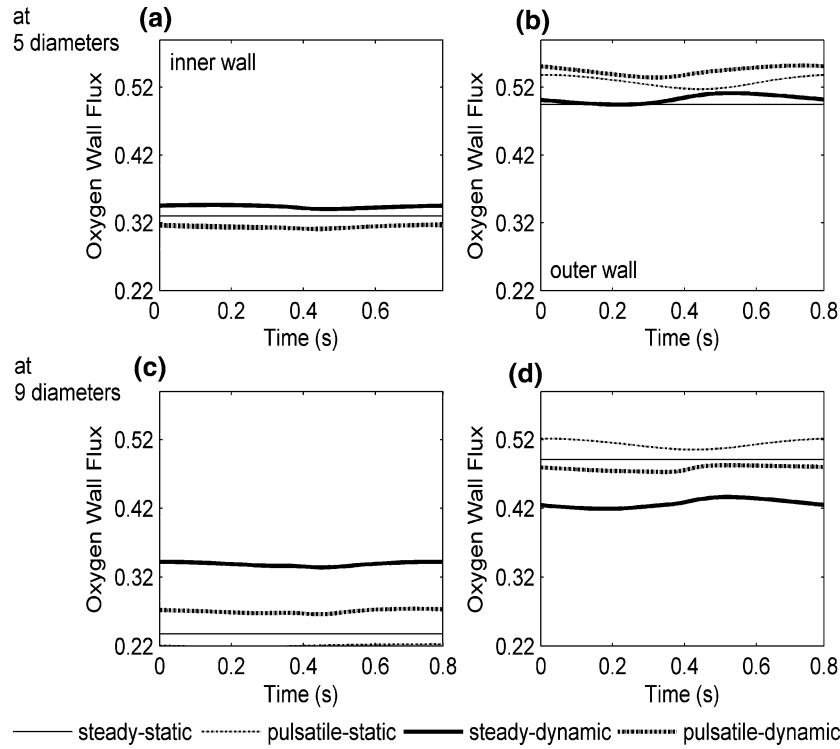 at
5 diameters
(a)
(b)
inner wall
Oxygen Wall Flux
0.52
0.42
0.32
0.22
0
0.2
0.4
0.6
0.8
Time (s)
outer wall
Oxygen Wall Flux
0.52
0.42
0.32
0.22
0
0.2
0.4
0.6
0.8
Time (s)
at
9 diameters
(c)
(d)
Oxygen Wall Flux
0.52
0.42
0.32
0.22
0
0.2
0.4
0.6
0.8
Time (s)
Oxygen Wall Flux
0.52
0.42
0.32
0.22
0
0.2
0.4
0.6
0.8
Time (s)
steady-static
pulsatile-static
steady-dynamic
pulsatile-dynamic